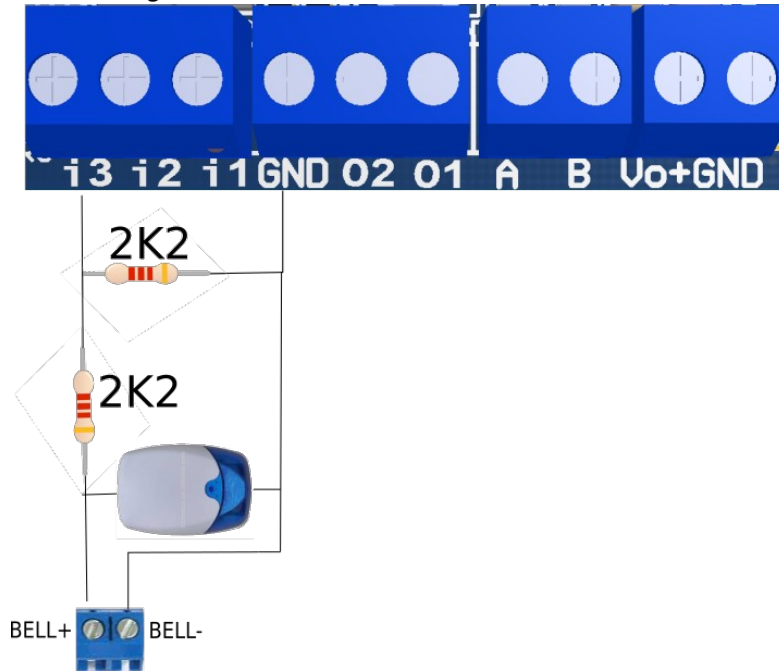 i3 i2 i1 GND O2 O1 A B Vo+ GND
2K2
2K2
BELL+ BELL-